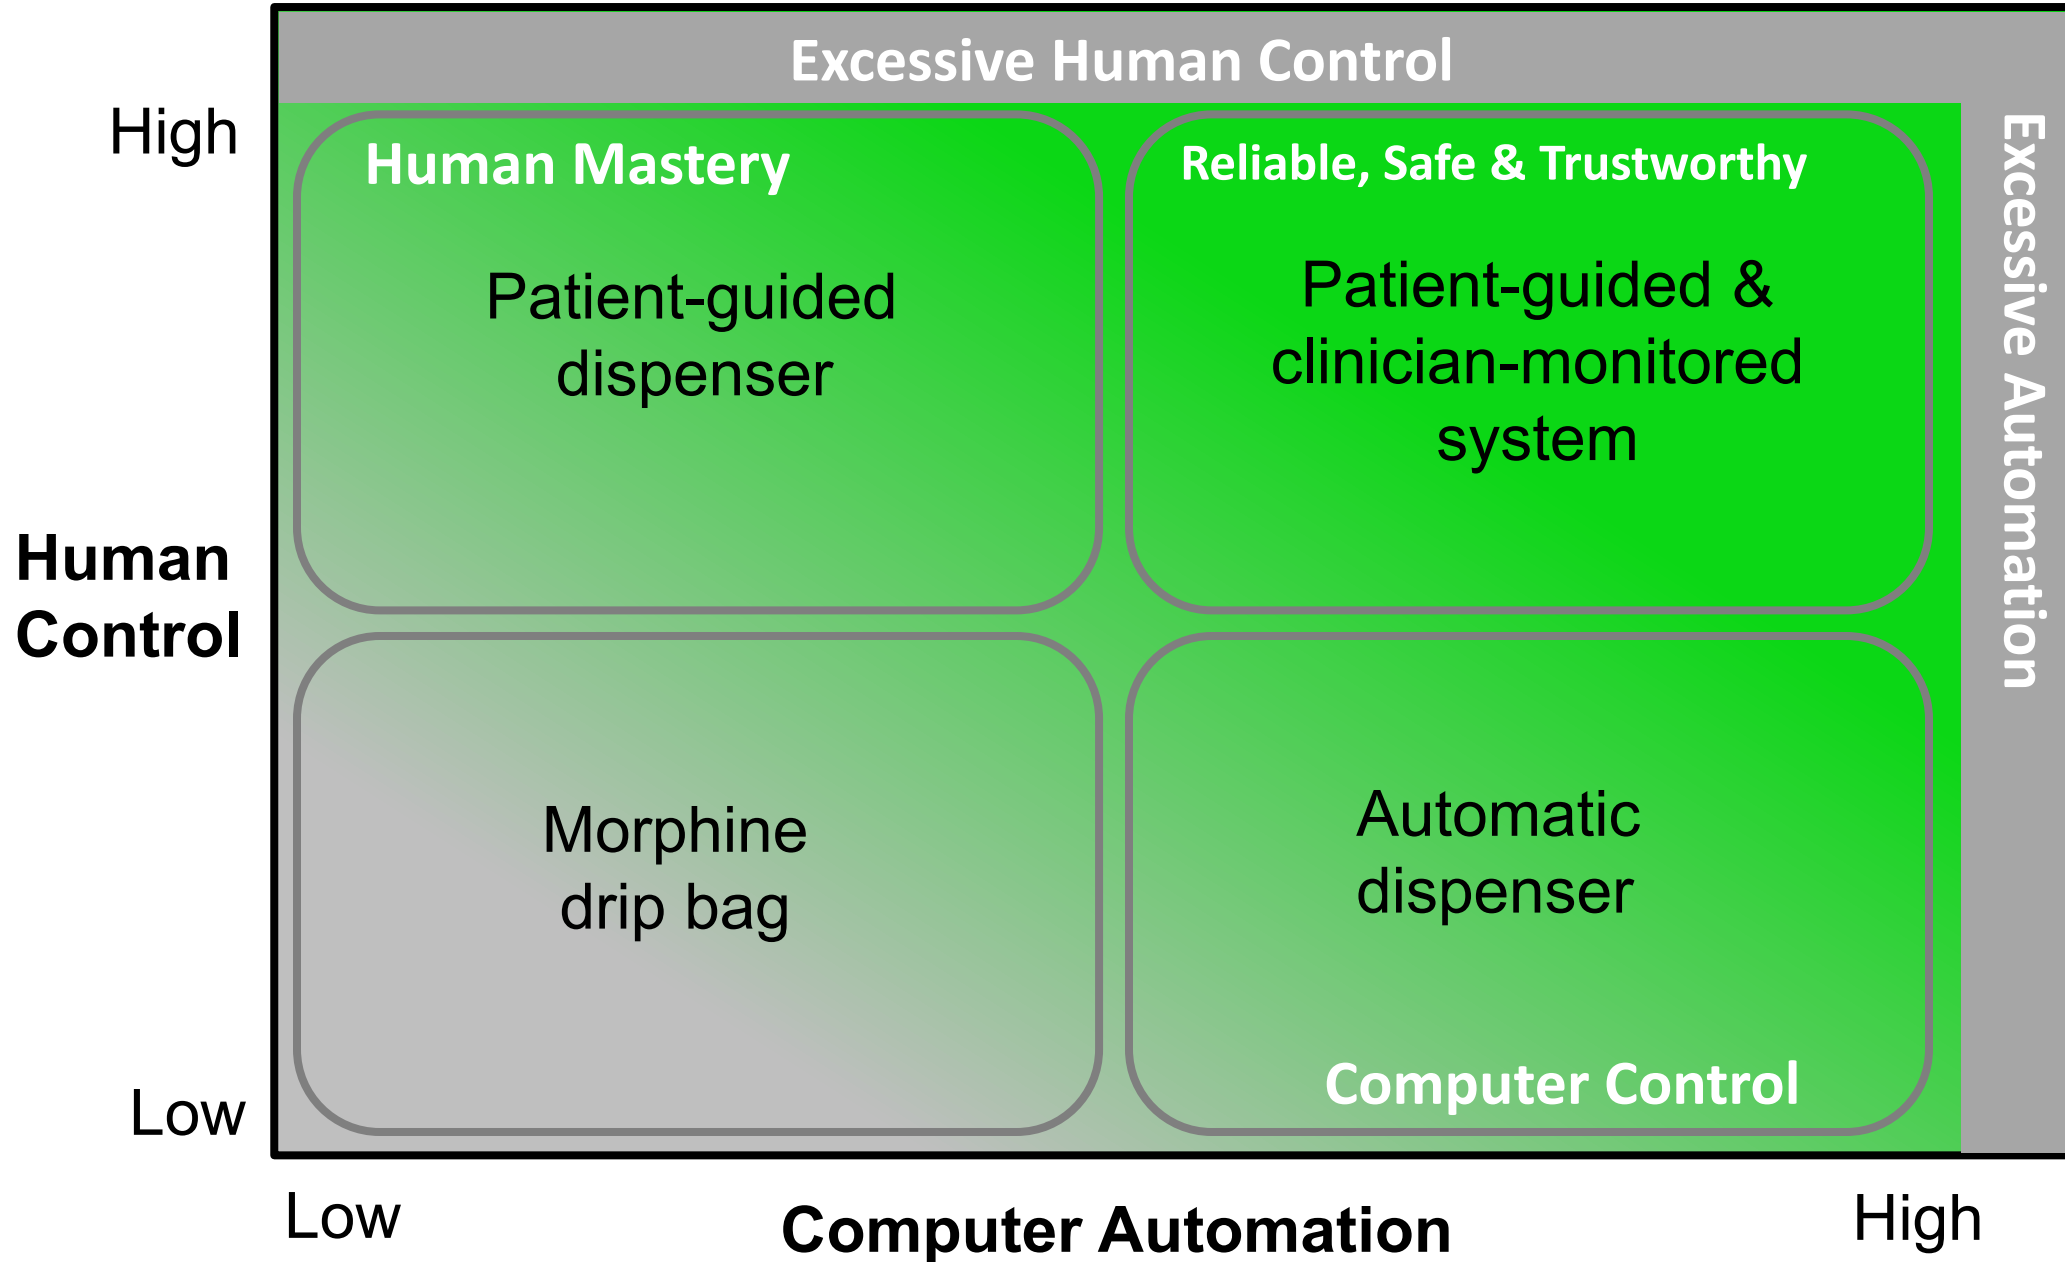 Excessive Human Control
High
Human Mastery
Reliable, Safe & Trustworthy
Excessive Automation
Patient-guided
dispenser
Patient-guided &
clinician-monitored
system
Human
Control
Morphine
drip bag
Automatic
dispenser
Computer Control
Low
Low
Computer Automation
High